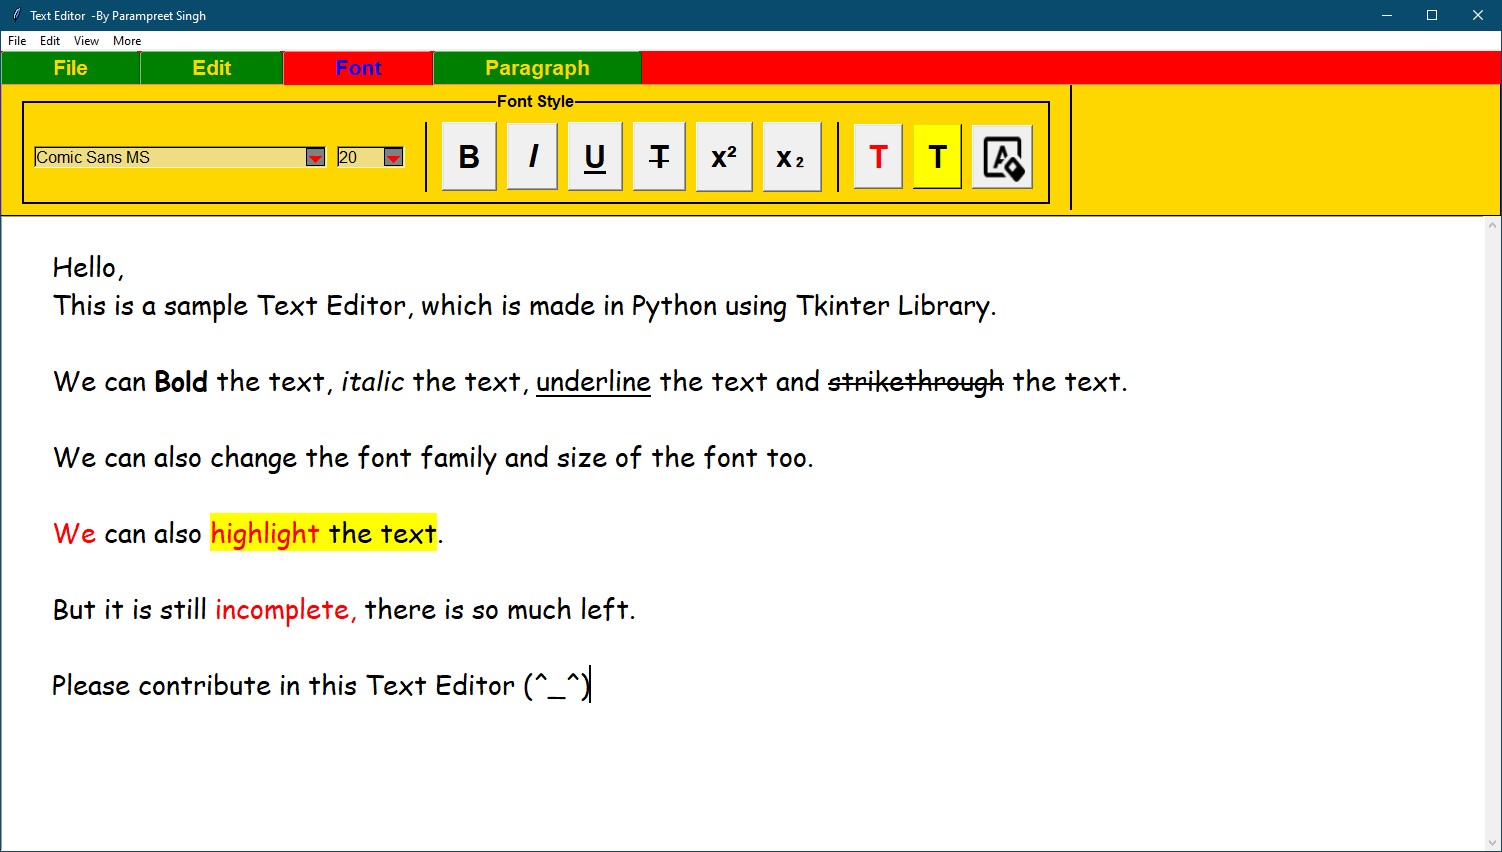 Text Editor  -By Parampreet Singh
File Edit View More
File Edit Font Paragraph
Font Style
Comic Sans MS 20 B I U T x² x₂ T T A
Hello,
This is a sample Text Editor, which is made in Python using Tkinter Library.
We can Bold the text, italic the text, underline the text and strikethrough the text.
We can also change the font family and size of the font too.
We can also highlight the text.
But it is still incomplete, there is so much left.
Please contribute in this Text Editor (^_^)